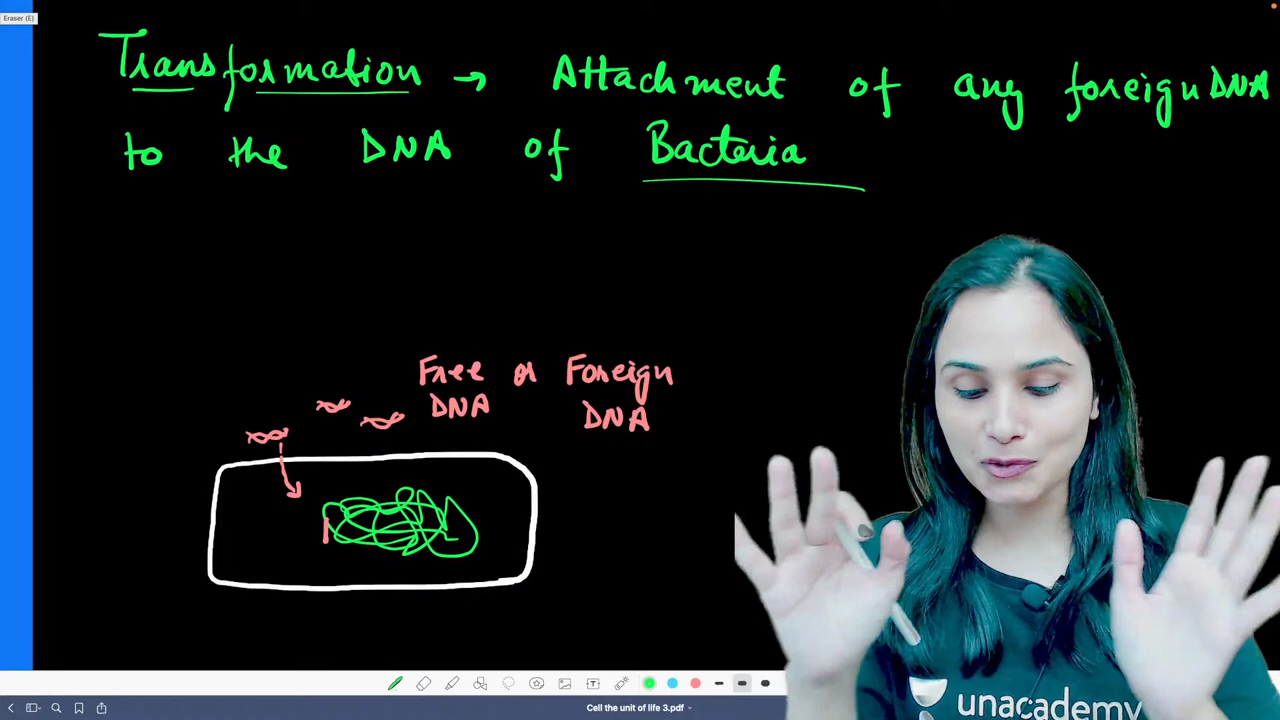 Eraser (E)
Transformation → Attachment of any foreign DNA
to the DNA of Bacteria
Free or Foreign
DNA DNA
unacademy
Cell the unit of life 3.pdf